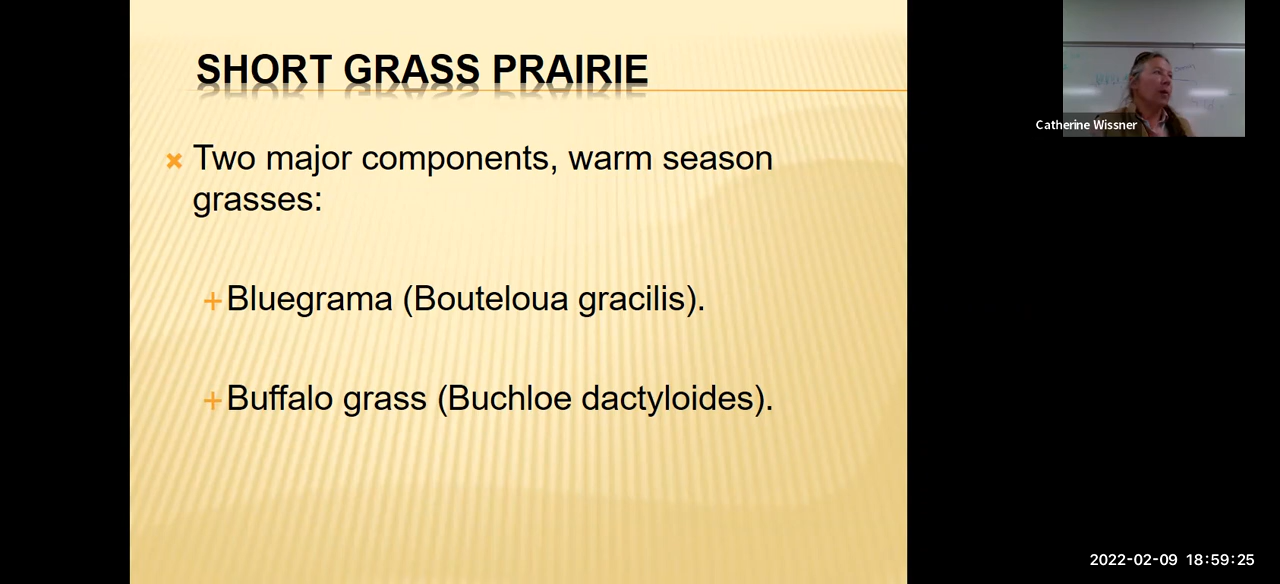 SHORT GRASS PRAIRIE
Two major components, warm season
grasses:
Bluegrama (Bouteloua gracilis).
Buffalo grass (Buchloe dactyloides).
Catherine Wissner
2022-02-09 18:59:25